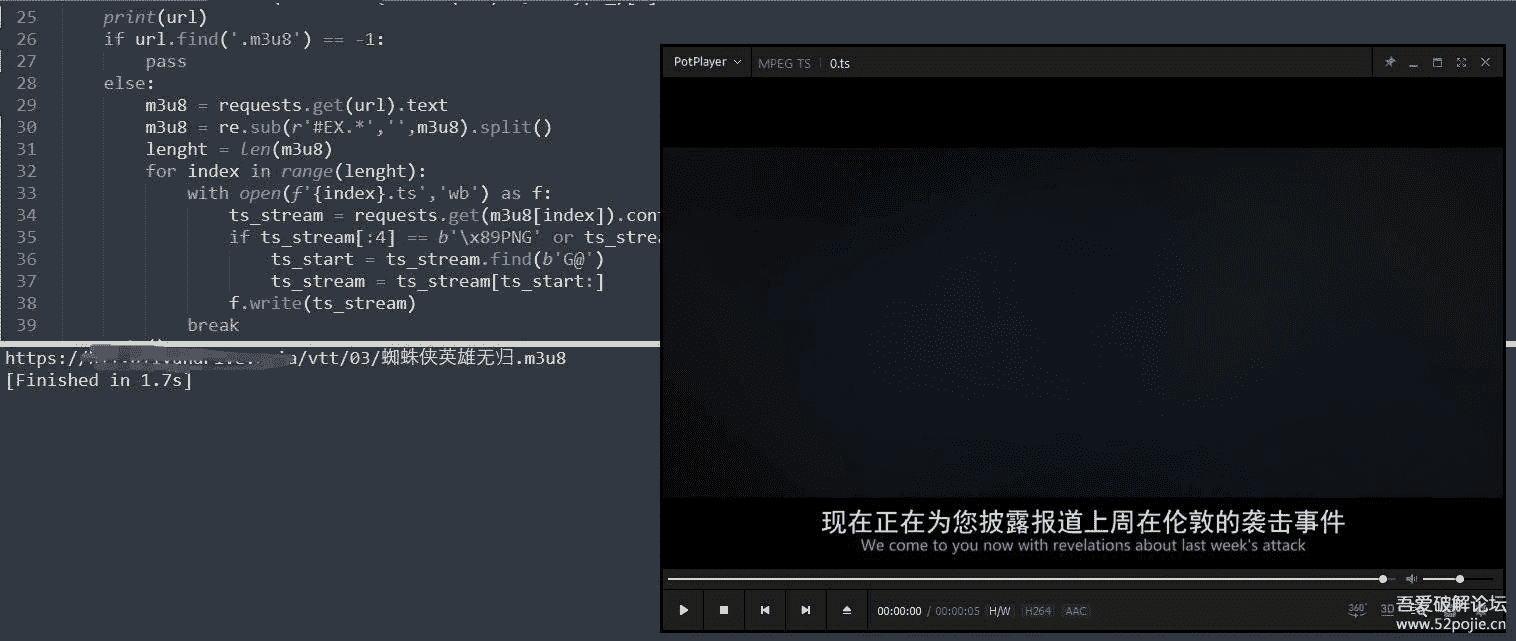 25 print(url)
26 if url.find('.m3u8') == -1:
27 pass
28 else:
29 m3u8 = requests.get(url).text
30 m3u8 = re.sub(r'#EX.*','',m3u8).split()
31 lenght = len(m3u8)
32 for index in range(lenght):
33 with open(f'{index}.ts','wb') as f:
34 ts_stream = requests.get(m3u8[index]).con
35 if ts_stream[:4] == b'\x89PNG' or ts_strea
36 ts_start = ts_stream.find(b'G@')
37 ts_stream = ts_stream[ts_start:]
38 f.write(ts_stream)
39 break
https:/ a/vtt/03/蜘蛛侠英雄无归.m3u8
[Finished in 1.7s]
PotPlayer MPEG TS 0.ts
现在正在为您披露报道上周在伦敦的袭击事件
We come to you now with revelations about last week's attack
00:00:00 / 00:00:05 H/W H264 AAC
360° 3D
吾爱破解论坛
www.52pojie.cn